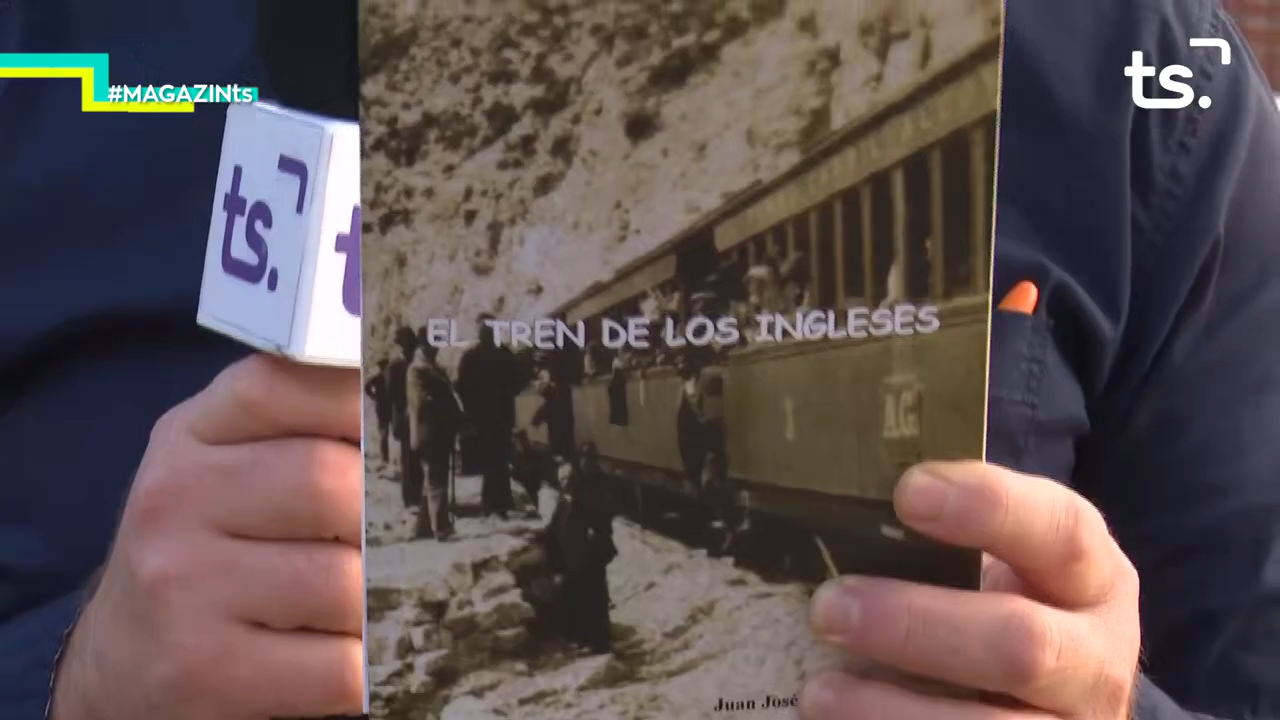 #MAGAZINts
ts.
ts.
EL TREN DE LOS INGLESES
AG
Juan José